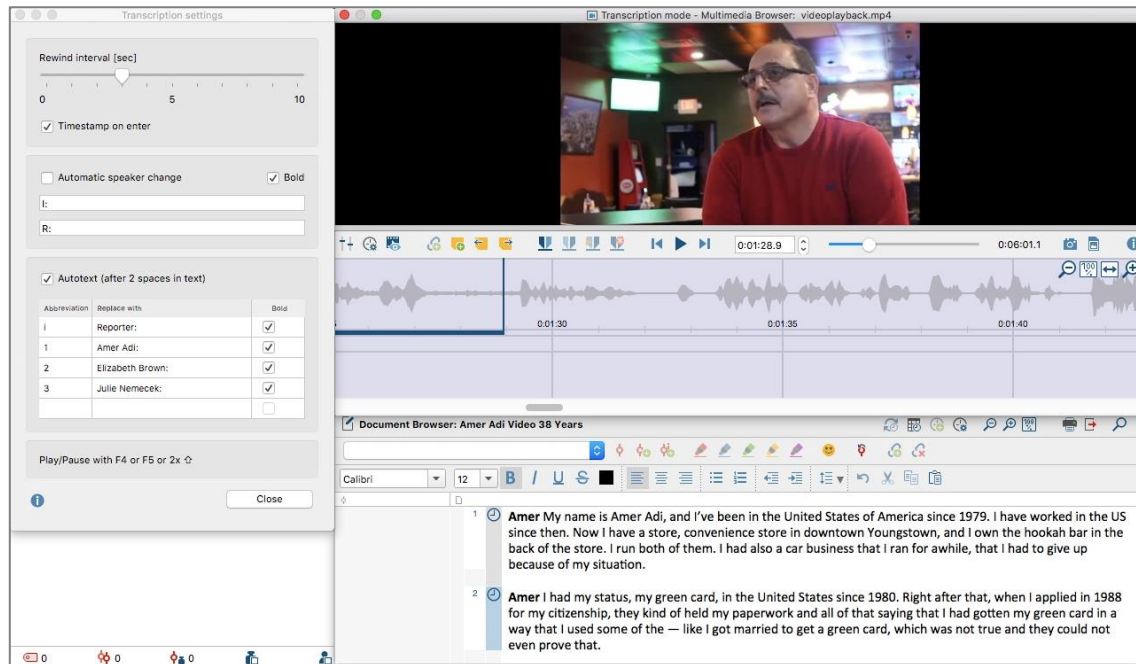 Transcription settings
Rewind interval [sec]
0 5 10
Timestamp on enter
Automatic speaker change Bold
I:
R:
Autotext (after 2 spaces in text)
Abbreviation Replace with Bold
i Reporter:
1 Amer Adi:
2 Elizabeth Brown:
3 Julie Nemecek:
Play/Pause with F4 or F5 or 2x ⇧
Close
0 0 0
Transcription mode - Multimedia Browser: videoplayback.mp4
0:01:28.9 0:06:01.1
100 %
0:01:30 0:01:35 0:01:40
Document Browser: Amer Adi Video 38 Years
100 %
Calibri 12 B I U S
1 Amer My name is Amer Adi, and I've been in the United States of America since 1979. I have worked in the US
since then. Now I have a store, convenience store in downtown Youngstown, and I own the hookah bar in the
back of the store. I run both of them. I had also a car business that I ran for awhile, that I had to give up
because of my situation.
2 Amer I had my status, my green card, in the United States since 1980. Right after that, when I applied in 1988
for my citizenship, they kind of held my paperwork and all of that saying that I had gotten my green card in a
way that I used some of the — like I got married to get a green card, which was not true and they could not
even prove that.